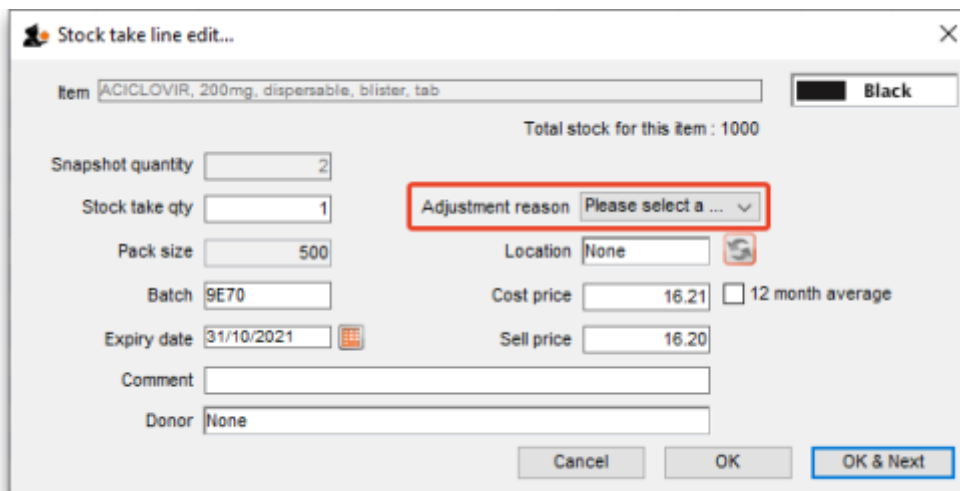 Stock take line edit...
Item ACICLOVIR, 200mg, dispersable, blister, tab Black
Total stock for this item : 1000
Snapshot quantity 2
Stock take qty 1 Adjustment reason Please select a ...
Pack size 500 Location None
Batch 9E70 Cost price 16.21 12 month average
Expiry date 31/10/2021 Sell price 16.20
Comment
Donor None
Cancel OK OK & Next